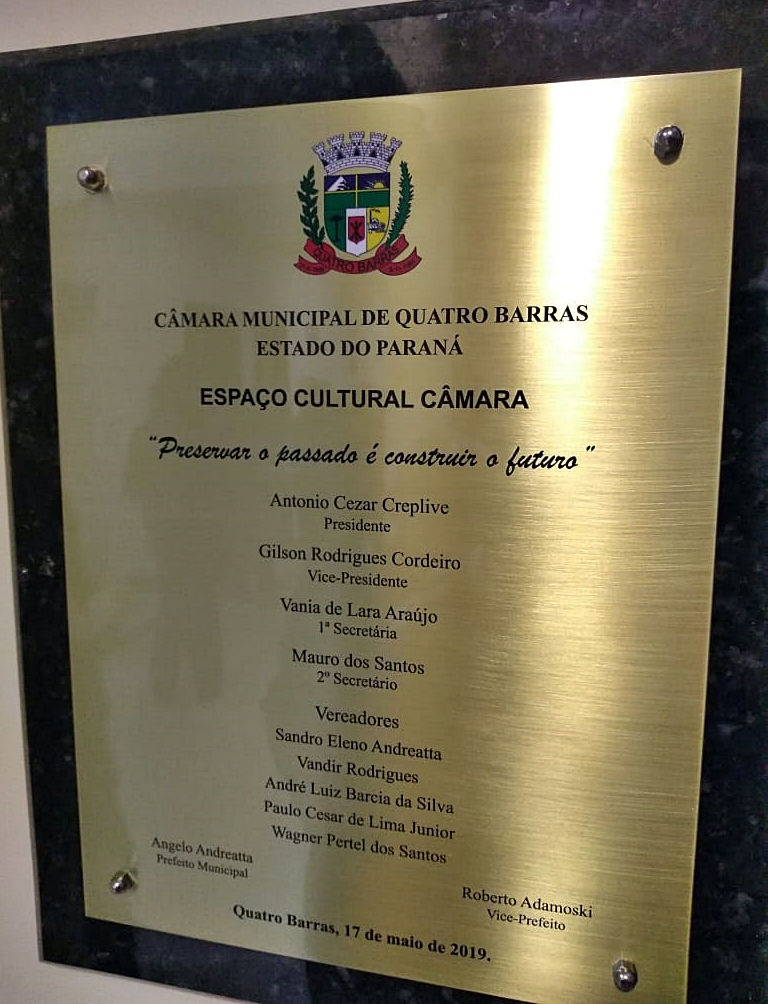 QUATRO BARRAS
CÂMARA MUNICIPAL DE QUATRO BARRAS
ESTADO DO PARANÁ
ESPAÇO CULTURAL CÂMARA
"Preservar o passado é construir o futuro"
Antonio Cezar Creplive
Presidente
Gilson Rodrigues Cordeiro
Vice-Presidente
Vania de Lara Araújo
1ª Secretária
Mauro dos Santos
2º Secretário
Vereadores
Sandro Eleno Andreatta
Vandir Rodrigues
André Luiz Barcia da Silva
Paulo Cesar de Lima Junior
Wagner Pertel dos Santos
Angelo Andreatta
Prefeito Municipal
Roberto Adamoski
Vice-Prefeito
Quatro Barras, 17 de maio de 2019.